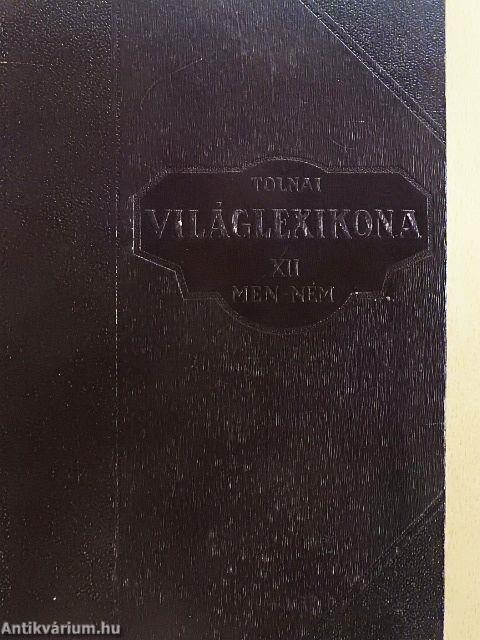 TOLNAI
VILÁGLEXIKONA
XII
MEN-NÉM
Antikvárium.hu